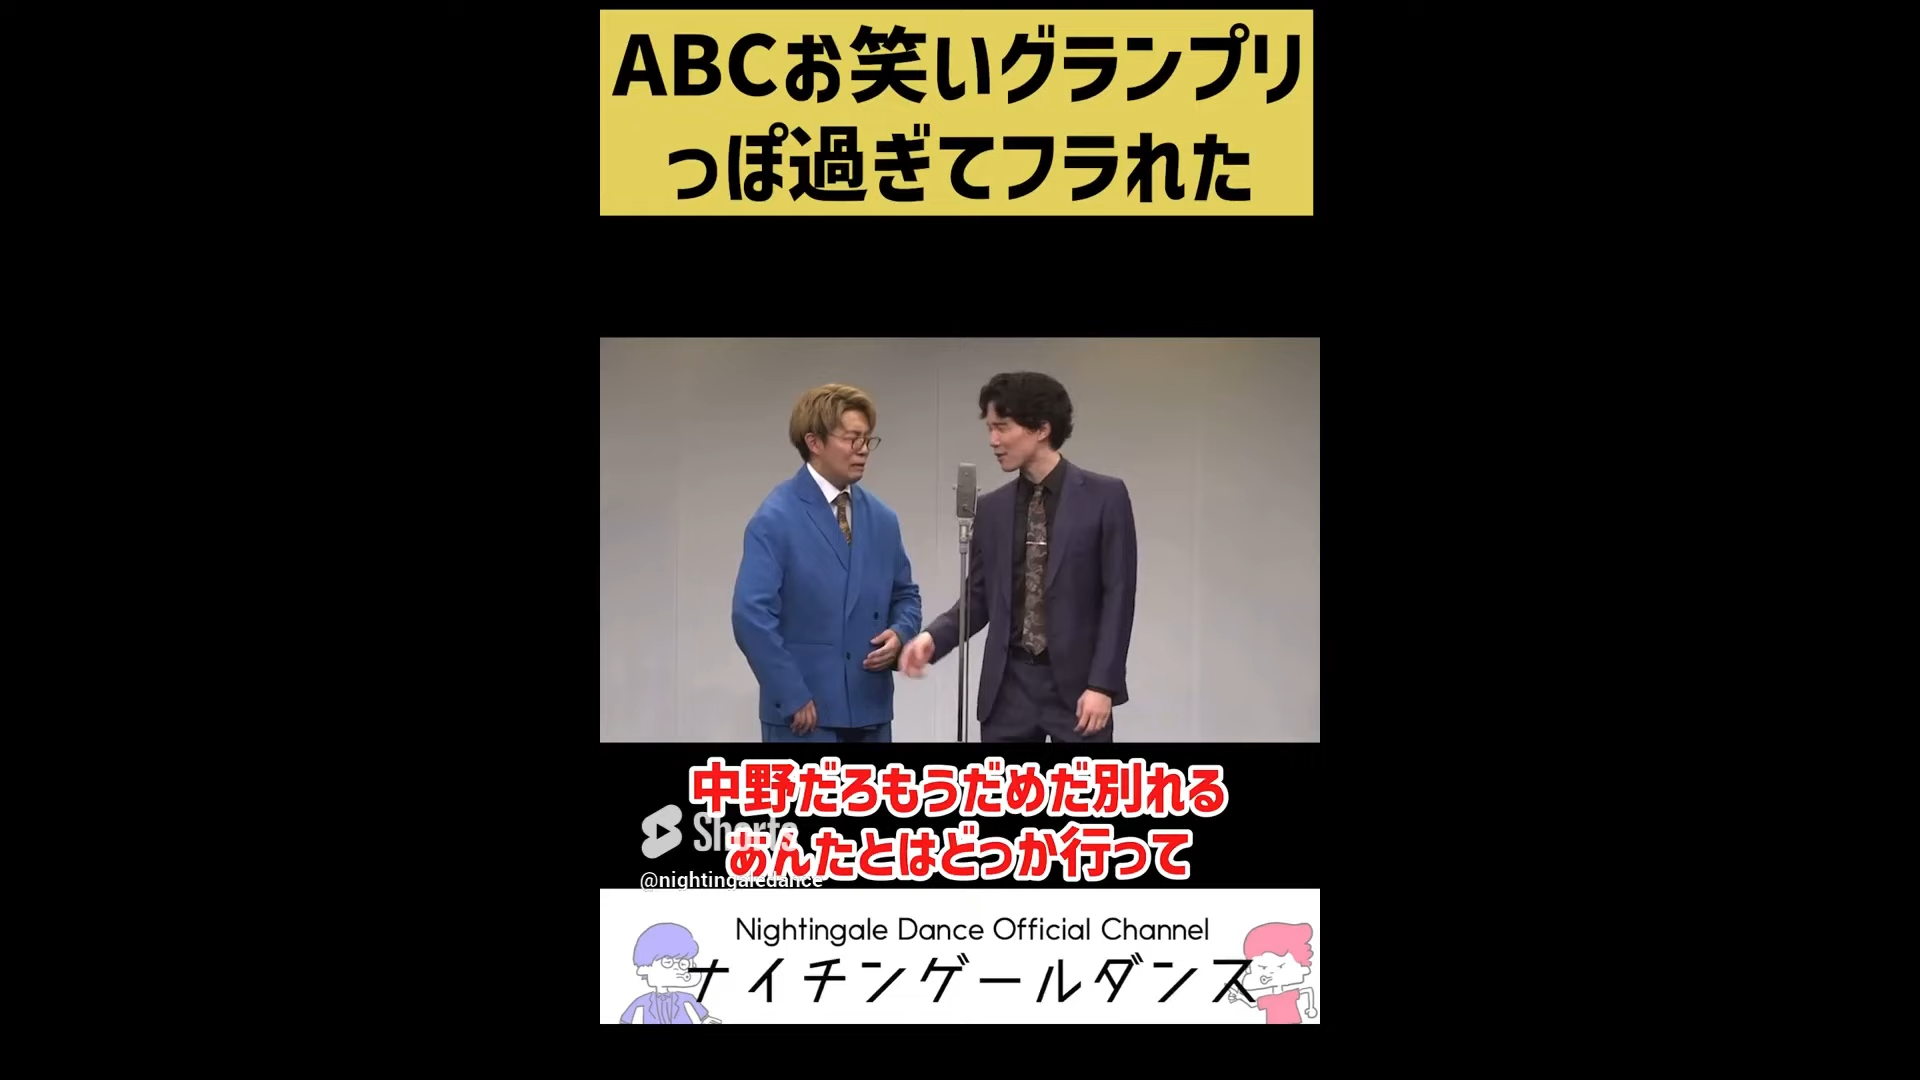 ABCお笑いグランプリ
っぽ過ぎてフラれた
中野だろもうだめだ別れる
あんたとはどっか行って
Shorts
@nightingaledance
Nightingale Dance Official Channel
ナイチンゲールダンス